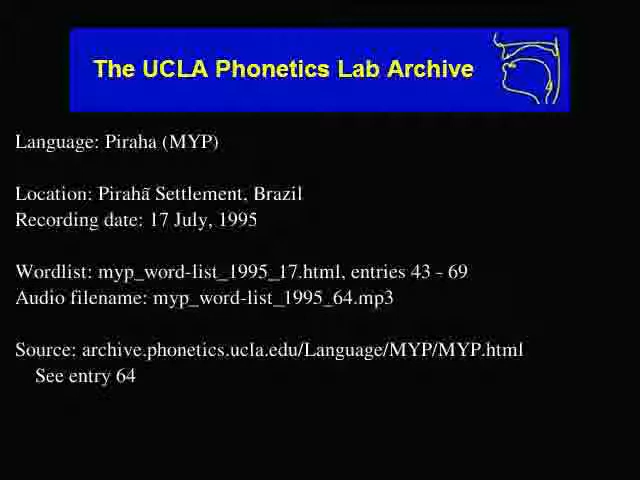 The UCLA Phonetics Lab Archive
Language: Piraha (MYP)
Location: Pirahã Settlement, Brazil
Recording date: 17 July, 1995
Wordlist: myp_word-list_1995_17.html, entries 43 - 69
Audio filename: myp_word-list_1995_64.mp3
Source: archive.phonetics.ucla.edu/Language/MYP/MYP.html
See entry 64